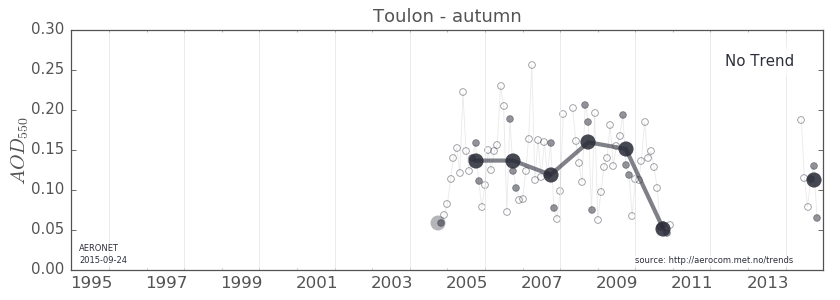 Toulon - autumn
0.30
0.25
0.20
0.15
0.10
0.05
0.00
AOD550
No Trend
AERONET
2015-09-24
source: http://aerocom.met.no/trends
1995 1997 1999 2001 2003 2005 2007 2009 2011 2013